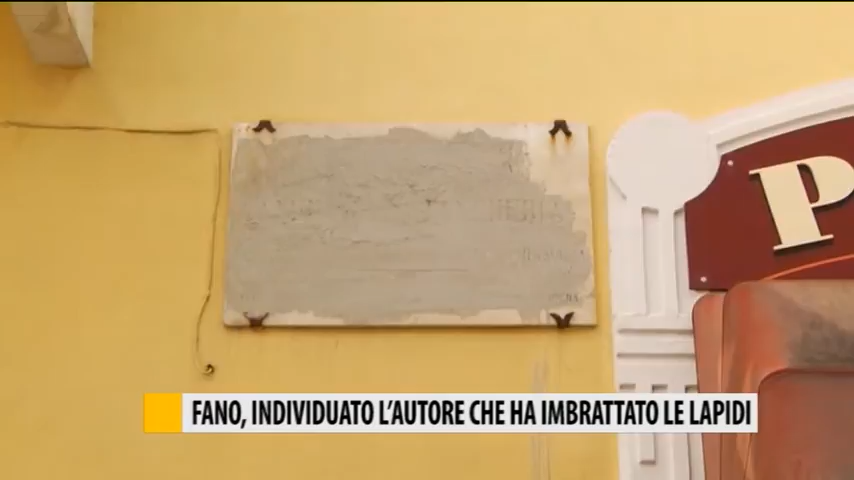 P
FANO, INDIVIDUATO L'AUTORE CHE HA IMBRATTATO LE LAPIDI